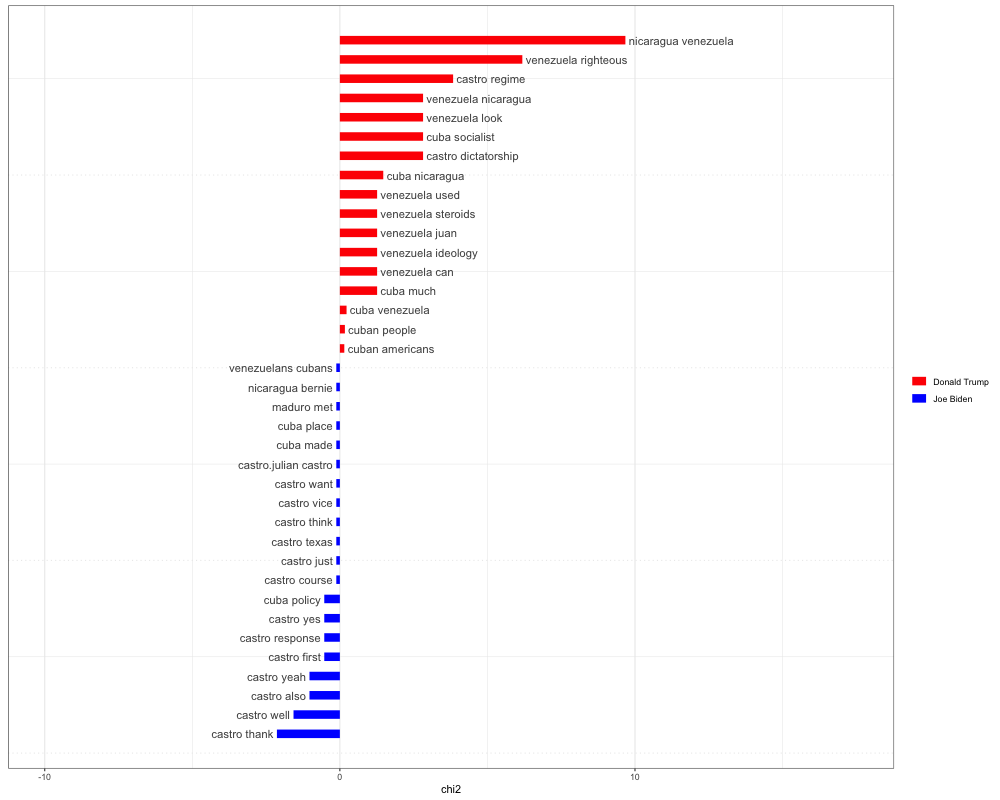 nicaragua venezuela
venezuela righteous
castro regime
venezuela nicaragua
venezuela look
cuba socialist
castro dictatorship
cuba nicaragua
venezuela used
venezuela steroids
venezuela juan
venezuela ideology
venezuela can
cuba much
cuba venezuela
cuban people
cuban americans
venezuelans cubans
nicaragua bernie
maduro met
cuba place
cuba made
castro.julian castro
castro want
castro vice
castro think
castro texas
castro just
castro course
cuba policy
castro yes
castro response
castro first
castro yeah
castro also
castro well
castro thank
-10 0 10
chi2
Donald Trump
Joe Biden